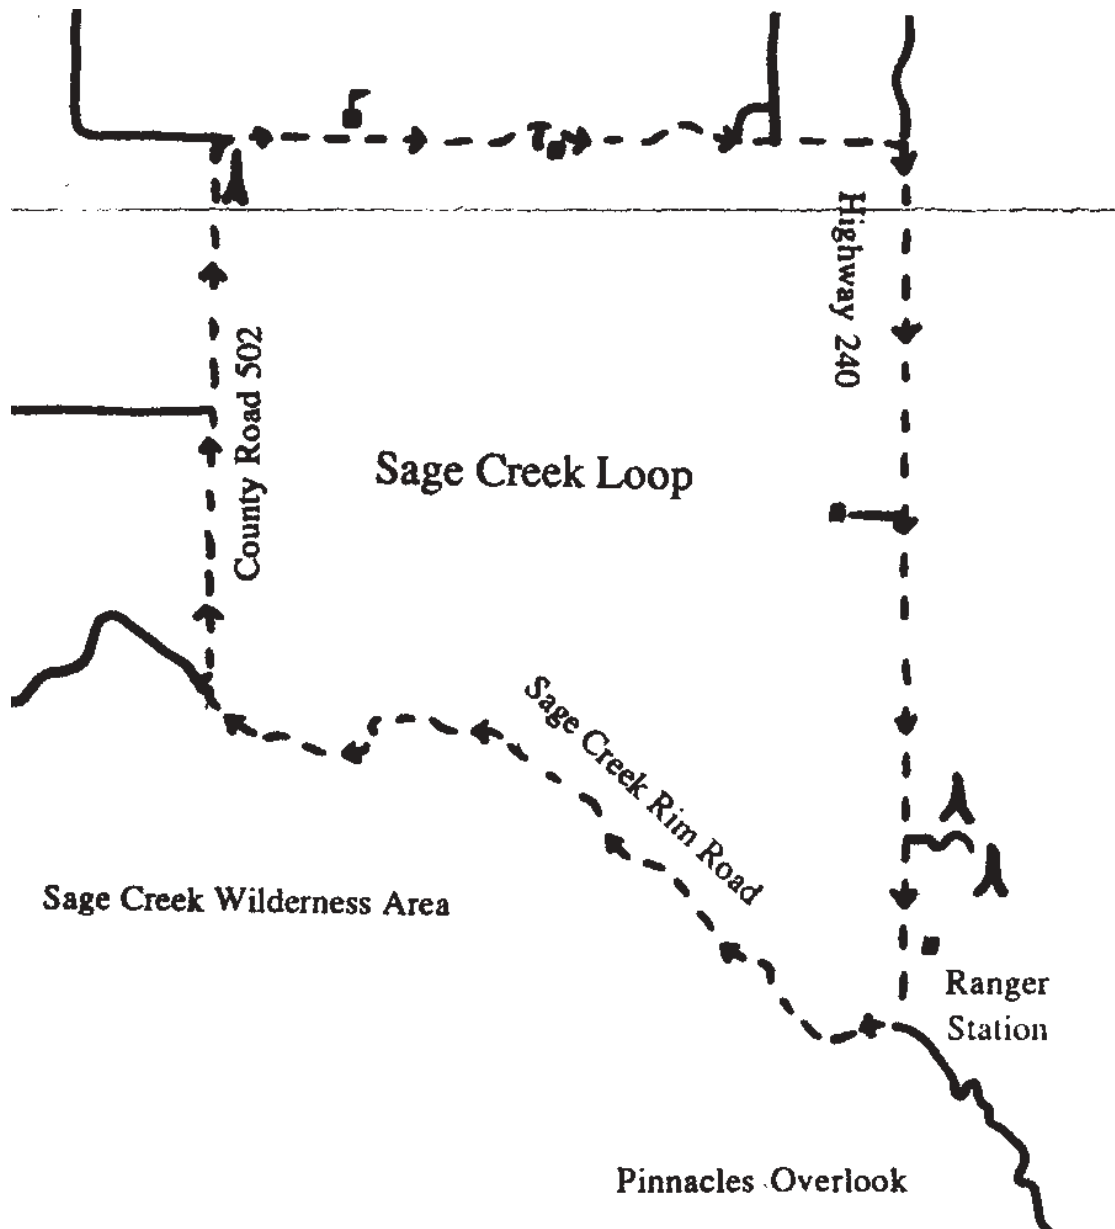 Highway 240
County Road 502
Sage Creek Loop
Sage Creek Rim Road
Sage Creek Wilderness Area
Ranger
Station
Pinnacles Overlook